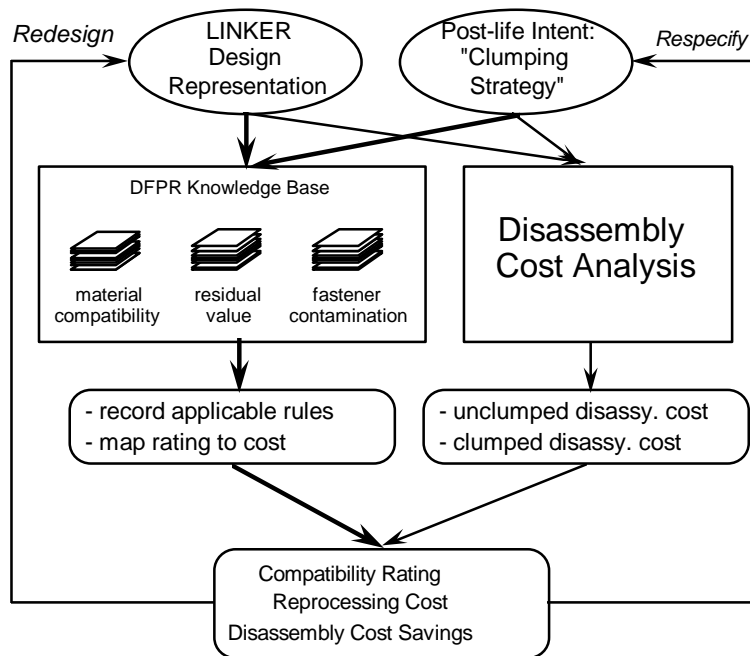 Redesign
LINKER
Design
Representation
Post-life Intent:
"Clumping
Strategy"
Respecify
DFPR Knowledge Base
material
compatibility
residual
value
fastener
contamination
Disassembly
Cost Analysis
- record applicable rules
- map rating to cost
- unclumped disassy. cost
- clumped disassy. cost
Compatibility Rating
Reprocessing Cost
Disassembly Cost Savings